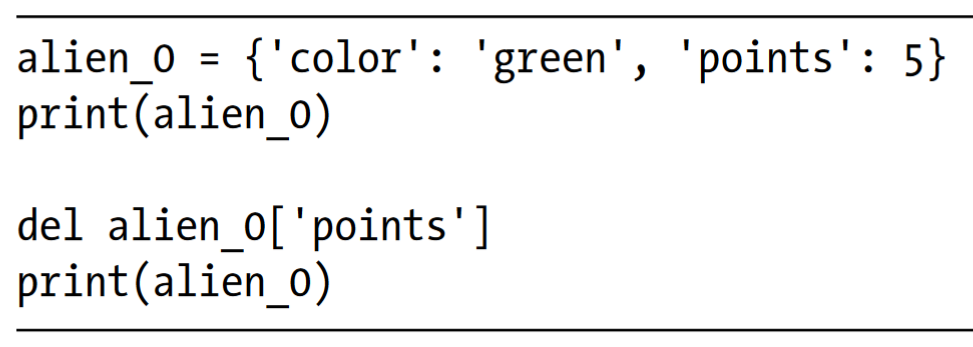 alien_0 = {'color': 'green', 'points': 5}
print(alien_0)
del alien_0['points']
print(alien_0)